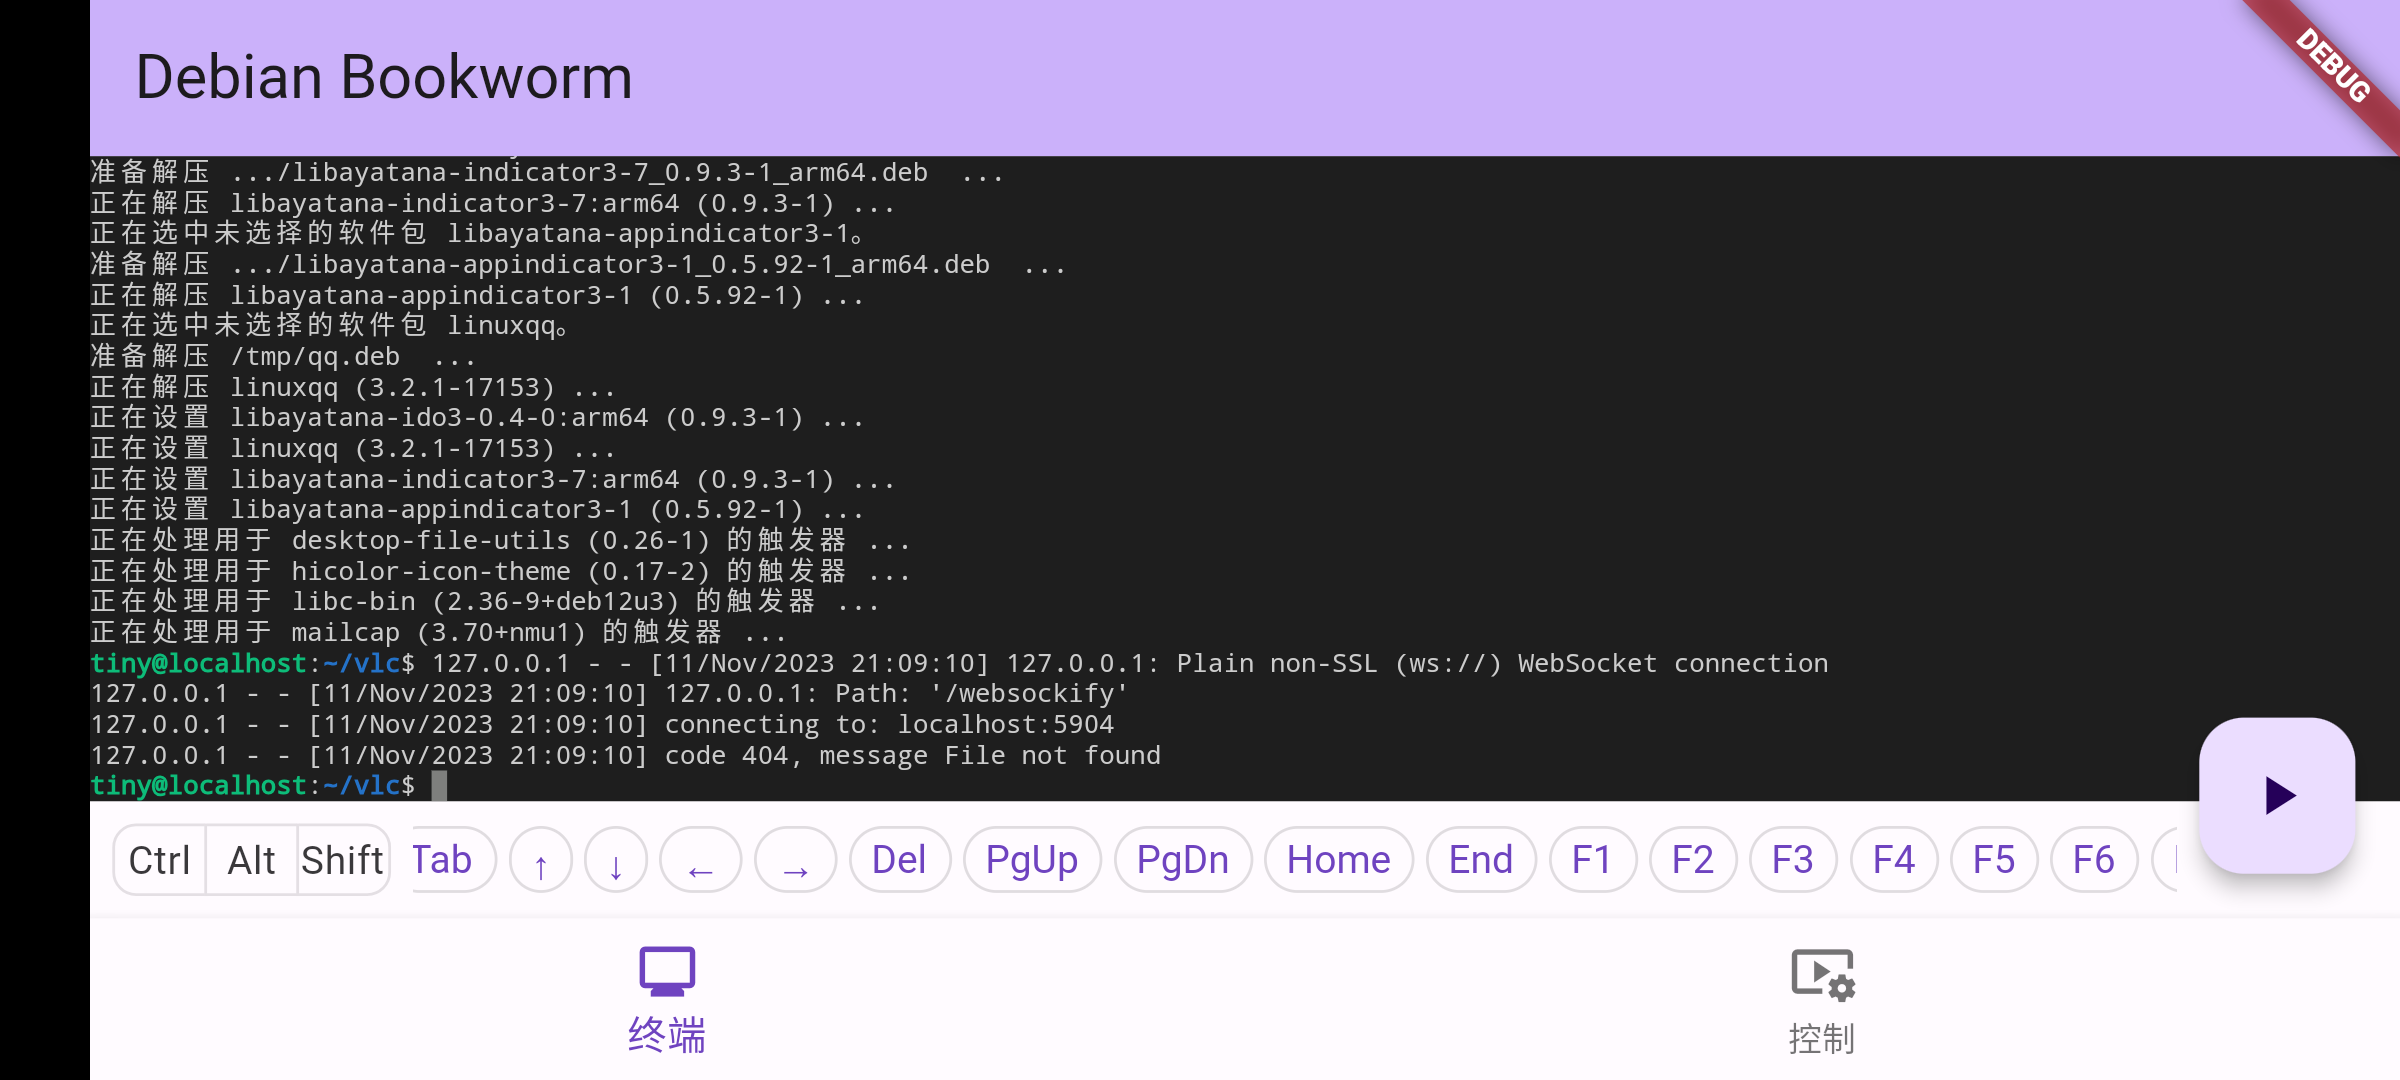 Debian Bookworm
DEBUG
准备解压 .../libayatana-indicator3-7_0.9.3-1_arm64.deb  ...
正在解压 libayatana-indicator3-7:arm64 (0.9.3-1) ...
正在选中未选择的软件包 libayatana-appindicator3-1。
准备解压 .../libayatana-appindicator3-1_0.5.92-1_arm64.deb  ...
正在解压 libayatana-appindicator3-1 (0.5.92-1) ...
正在选中未选择的软件包 linuxqq。
准备解压 /tmp/qq.deb  ...
正在解压 linuxqq (3.2.1-17153) ...
正在设置 libayatana-ido3-0.4-0:arm64 (0.9.3-1) ...
正在设置 linuxqq (3.2.1-17153) ...
正在设置 libayatana-indicator3-7:arm64 (0.9.3-1) ...
正在设置 libayatana-appindicator3-1 (0.5.92-1) ...
正在处理用于 desktop-file-utils (0.26-1) 的触发器 ...
正在处理用于 hicolor-icon-theme (0.17-2) 的触发器 ...
正在处理用于 libc-bin (2.36-9+deb12u3) 的触发器 ...
正在处理用于 mailcap (3.70+nmu1) 的触发器 ...
tiny@localhost:~/vlc$ 127.0.0.1 - - [11/Nov/2023 21:09:10] 127.0.0.1: Plain non-SSL (ws://) WebSocket connection
127.0.0.1 - - [11/Nov/2023 21:09:10] 127.0.0.1: Path: '/websockify'
127.0.0.1 - - [11/Nov/2023 21:09:10] connecting to: localhost:5904
127.0.0.1 - - [11/Nov/2023 21:09:10] code 404, message File not found
tiny@localhost:~/vlc$
Ctrl Alt Shift Tab ↑ ↓ ← → Del PgUp PgDn Home End F1 F2 F3 F4 F5 F6
终端 控制